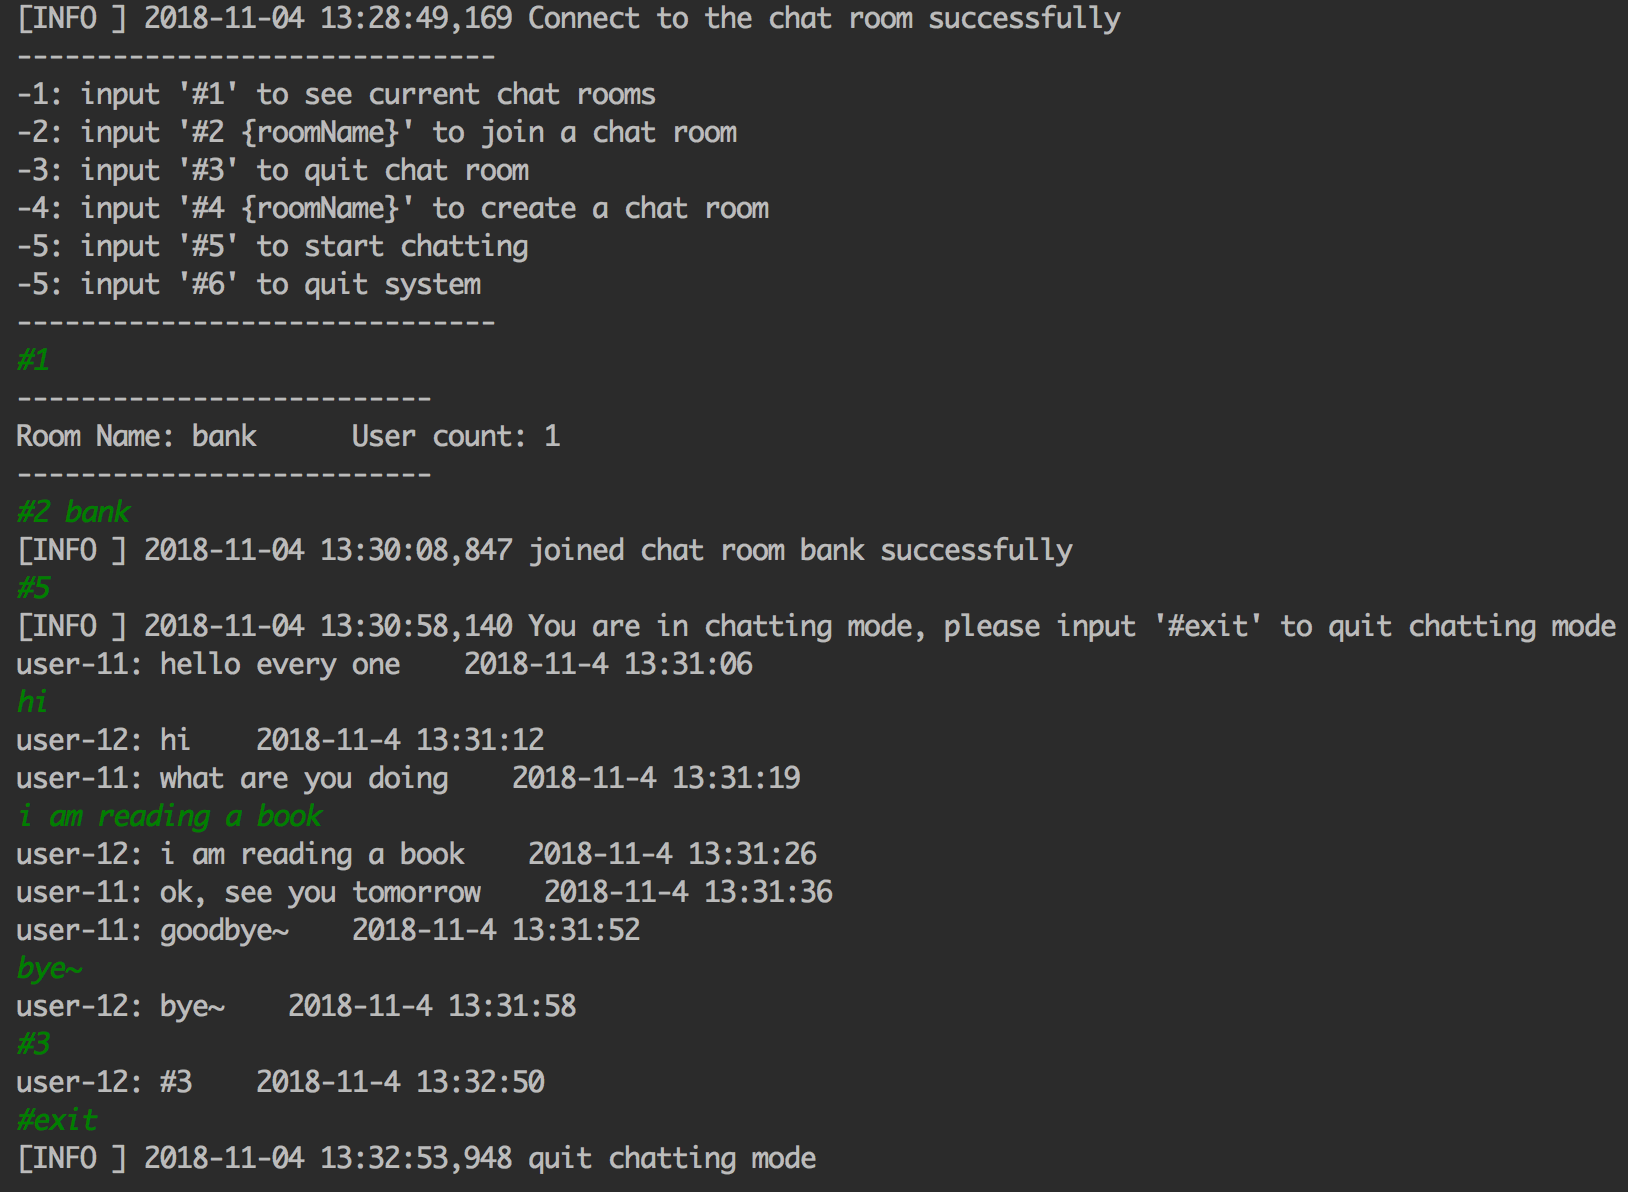 [INFO ] 2018-11-04 13:28:49,169 Connect to the chat room successfully
------------------------------
-1: input '#1' to see current chat rooms
-2: input '#2 {roomName}' to join a chat room
-3: input '#3' to quit chat room
-4: input '#4 {roomName}' to create a chat room
-5: input '#5' to start chatting
-5: input '#6' to quit system
------------------------------
#1
--------------------------
Room Name: bank      User count: 1
--------------------------
#2 bank
[INFO ] 2018-11-04 13:30:08,847 joined chat room bank successfully
#5
[INFO ] 2018-11-04 13:30:58,140 You are in chatting mode, please input '#exit' to quit chatting mode
user-11: hello every one    2018-11-4 13:31:06
hi
user-12: hi    2018-11-4 13:31:12
user-11: what are you doing    2018-11-4 13:31:19
i am reading a book
user-12: i am reading a book    2018-11-4 13:31:26
user-11: ok, see you tomorrow    2018-11-4 13:31:36
user-11: goodbye~    2018-11-4 13:31:52
bye~
user-12: bye~    2018-11-4 13:31:58
#3
user-12: #3    2018-11-4 13:32:50
#exit
[INFO ] 2018-11-04 13:32:53,948 quit chatting mode